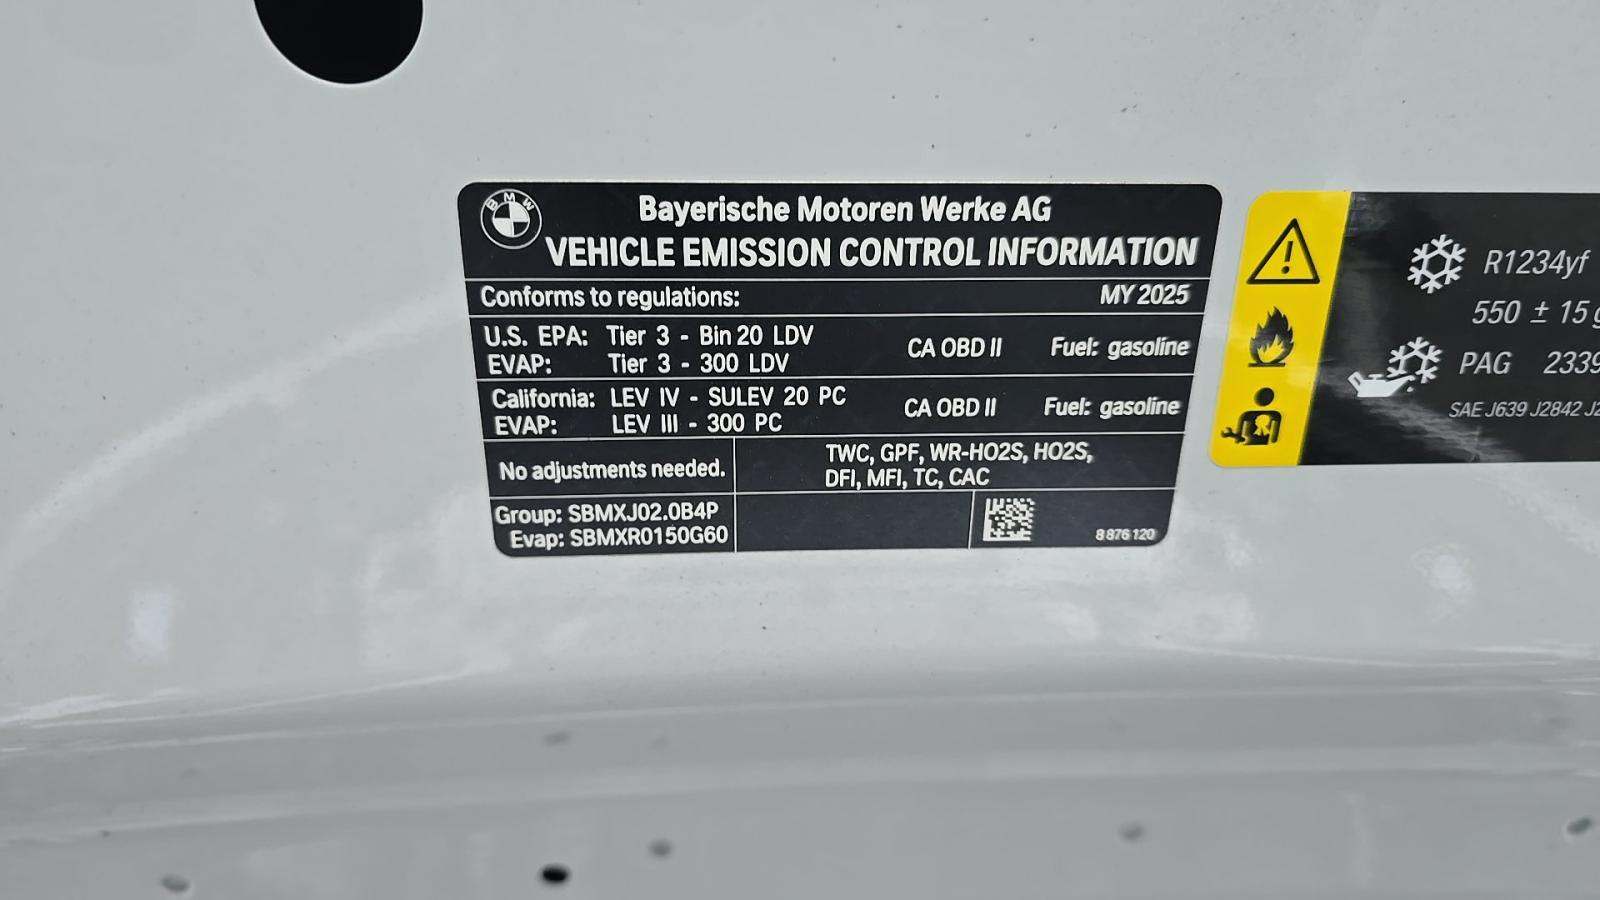 BMW
Bayerische Motoren Werke AG
VEHICLE EMISSION CONTROL INFORMATION
Conforms to regulations: MY 2025
U.S. EPA: Tier 3 - Bin 20 LDV
EVAP: Tier 3 - 300 LDV
CA OBD II Fuel: gasoline
California: LEV IV - SULEV 20 PC
EVAP: LEV III - 300 PC
CA OBD II Fuel: gasoline
No adjustments needed.
TWC, GPF, WR-HO2S, HO2S,
DFI, MFI, TC, CAC
Group: SBMXJ02.0B4P
Evap: SBMXR0150G60
8 876 120
R1234yf
550 ± 15 g
PAG 2339
SAE J639 J2842